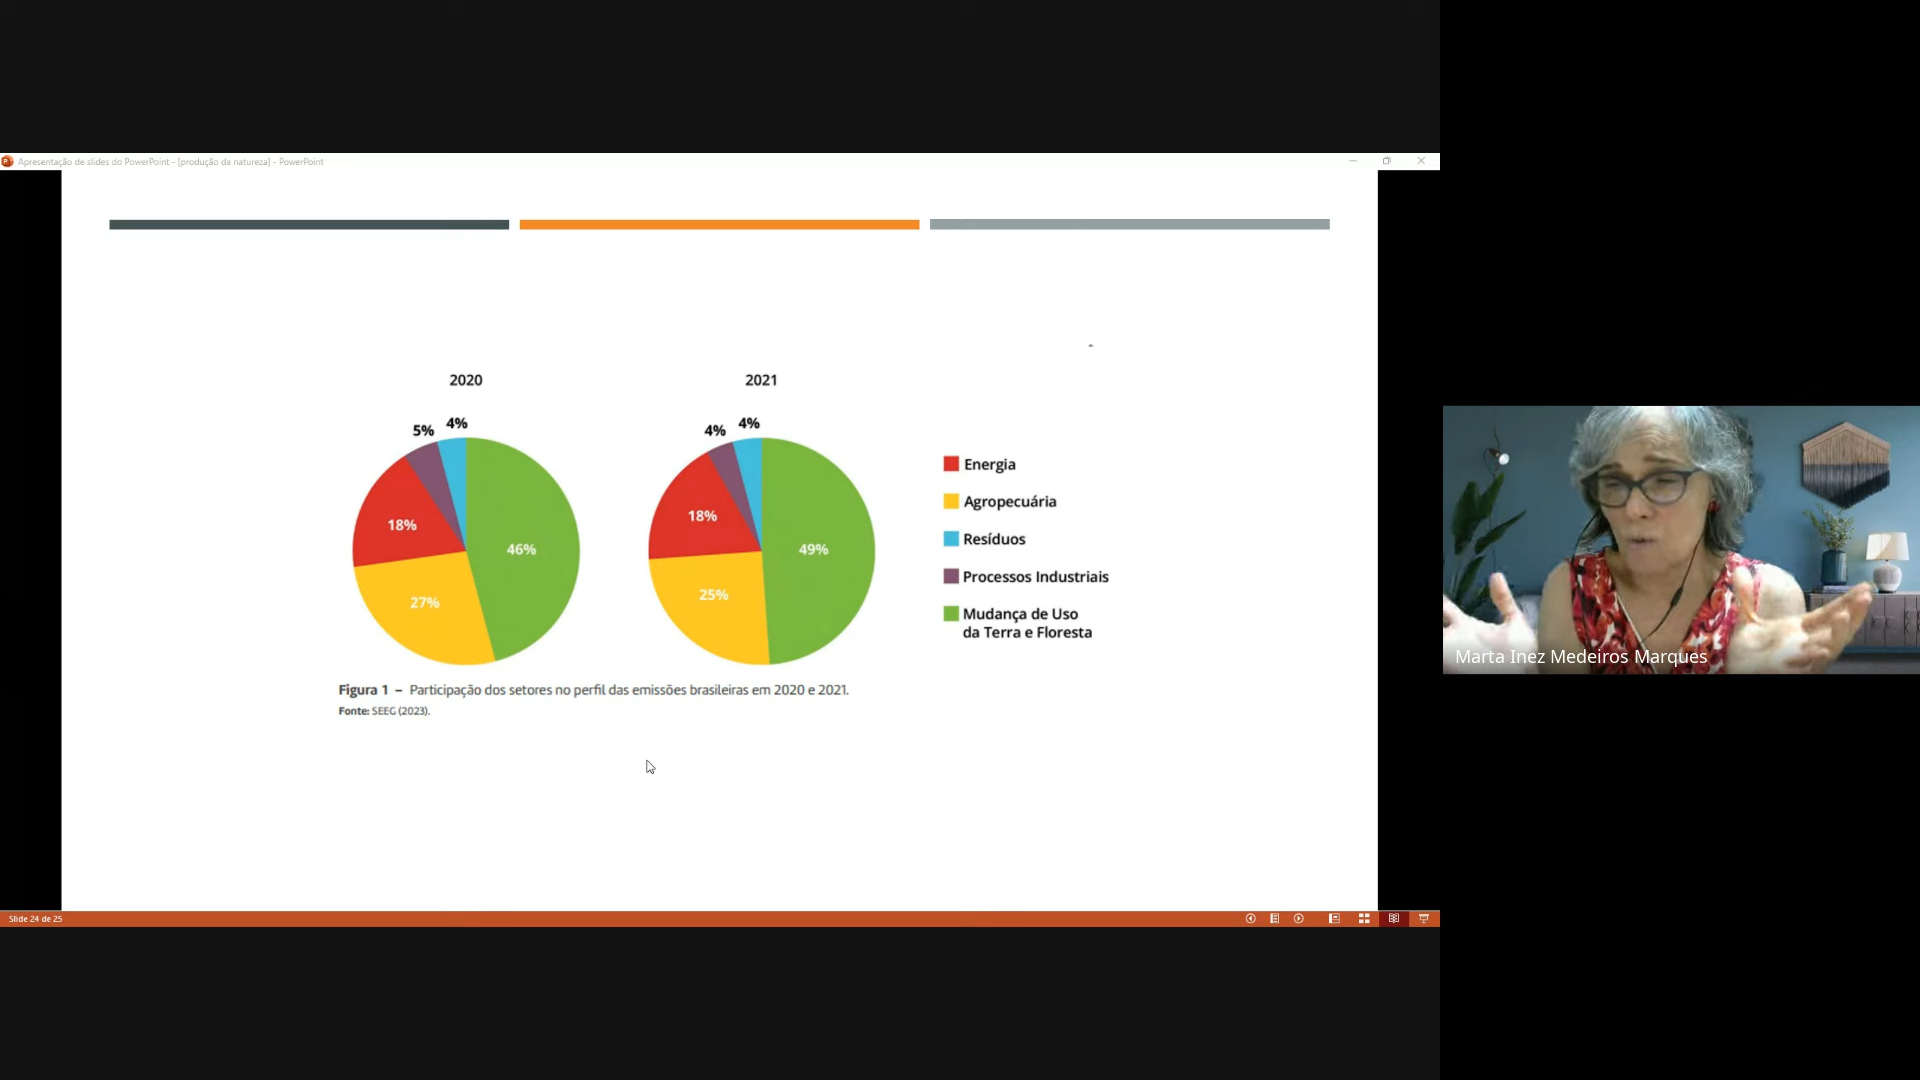 Apresentação de slides do PowerPoint - [produção da natureza] - PowerPoint
2020
2021
5%
4%
4%
4%
18%
46%
27%
18%
49%
25%
Energia
Agropecuária
Resíduos
Processos Industriais
Mudança de Uso
da Terra e Floresta
Figura 1 – Participação dos setores no perfil das emissões brasileiras em 2020 e 2021.
Fonte: SEEG (2023).
Marta Inez Medeiros Marques
Slide 24 de 25